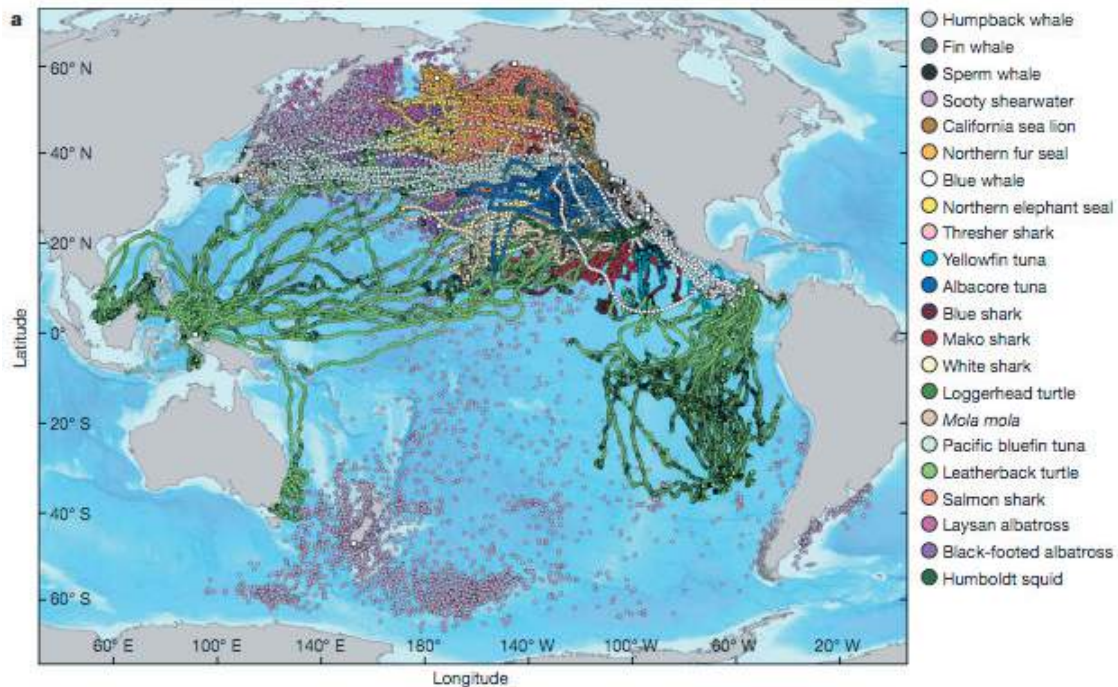 a
60° N
40° N
20° N
0°
20° S
40° S
60° S
Latitude
60° E
100° E
140° E
180°
140° W
100° W
60° W
20° W
Longitude
Humpback whale
Fin whale
Sperm whale
Sooty shearwater
California sea lion
Northern fur seal
Blue whale
Northern elephant seal
Thresher shark
Yellowfin tuna
Albacore tuna
Blue shark
Mako shark
White shark
Loggerhead turtle
Mola mola
Pacific bluefin tuna
Leatherback turtle
Salmon shark
Laysan albatross
Black-footed albatross
Humboldt squid